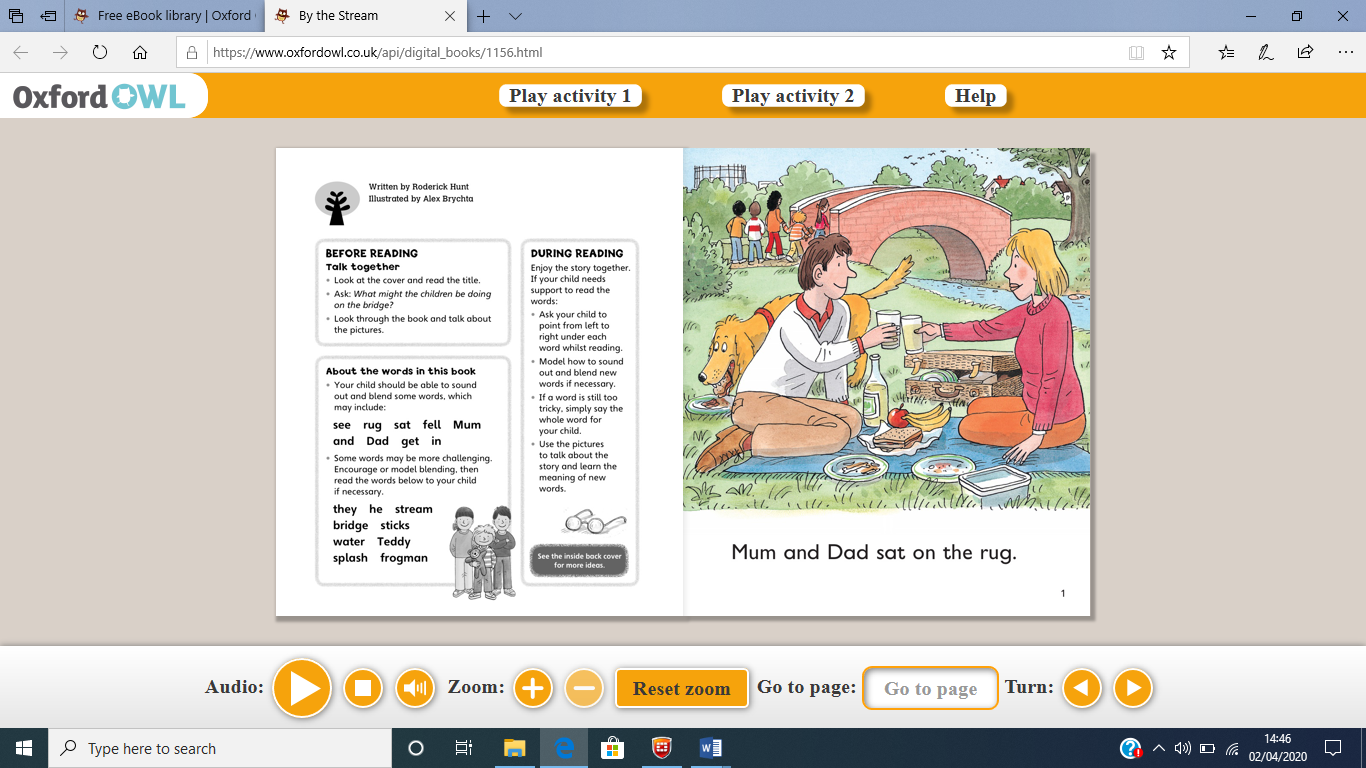 Free eBook library | Oxford
By the Stream
https://www.oxfordowl.co.uk/api/digital_books/1156.html
Oxford OWL
Play activity 1
Play activity 2
Help
Written by Roderick Hunt
Illustrated by Alex Brychta
BEFORE READING
Talk together
• Look at the cover and read the title.
• Ask: What might the children be doing
on the bridge?
• Look through the book and talk about
the pictures.
About the words in this book
• Your child should be able to sound
out and blend some words, which
may include:
see rug sat fell Mum
and Dad get in
• Some words may be more challenging.
Encourage or model blending, then
read the words below to your child
if necessary.
they he stream
bridge sticks
water Teddy
splash frogman
DURING READING
Enjoy the story together.
If your child needs
support to read the
words:
• Ask your child to
point from left to
right under each
word whilst reading.
• Model how to sound
out and blend new
words if necessary.
• If a word is still too
tricky, simply say the
whole word for
your child.
• Use the pictures
to talk about the
story and learn the
meaning of new
words.
See the inside back cover
for more ideas.
Mum and Dad sat on the rug.
1
Audio:
Zoom:
Reset zoom
Go to page:
Go to page
Turn:
Type here to search
14:46
02/04/2020